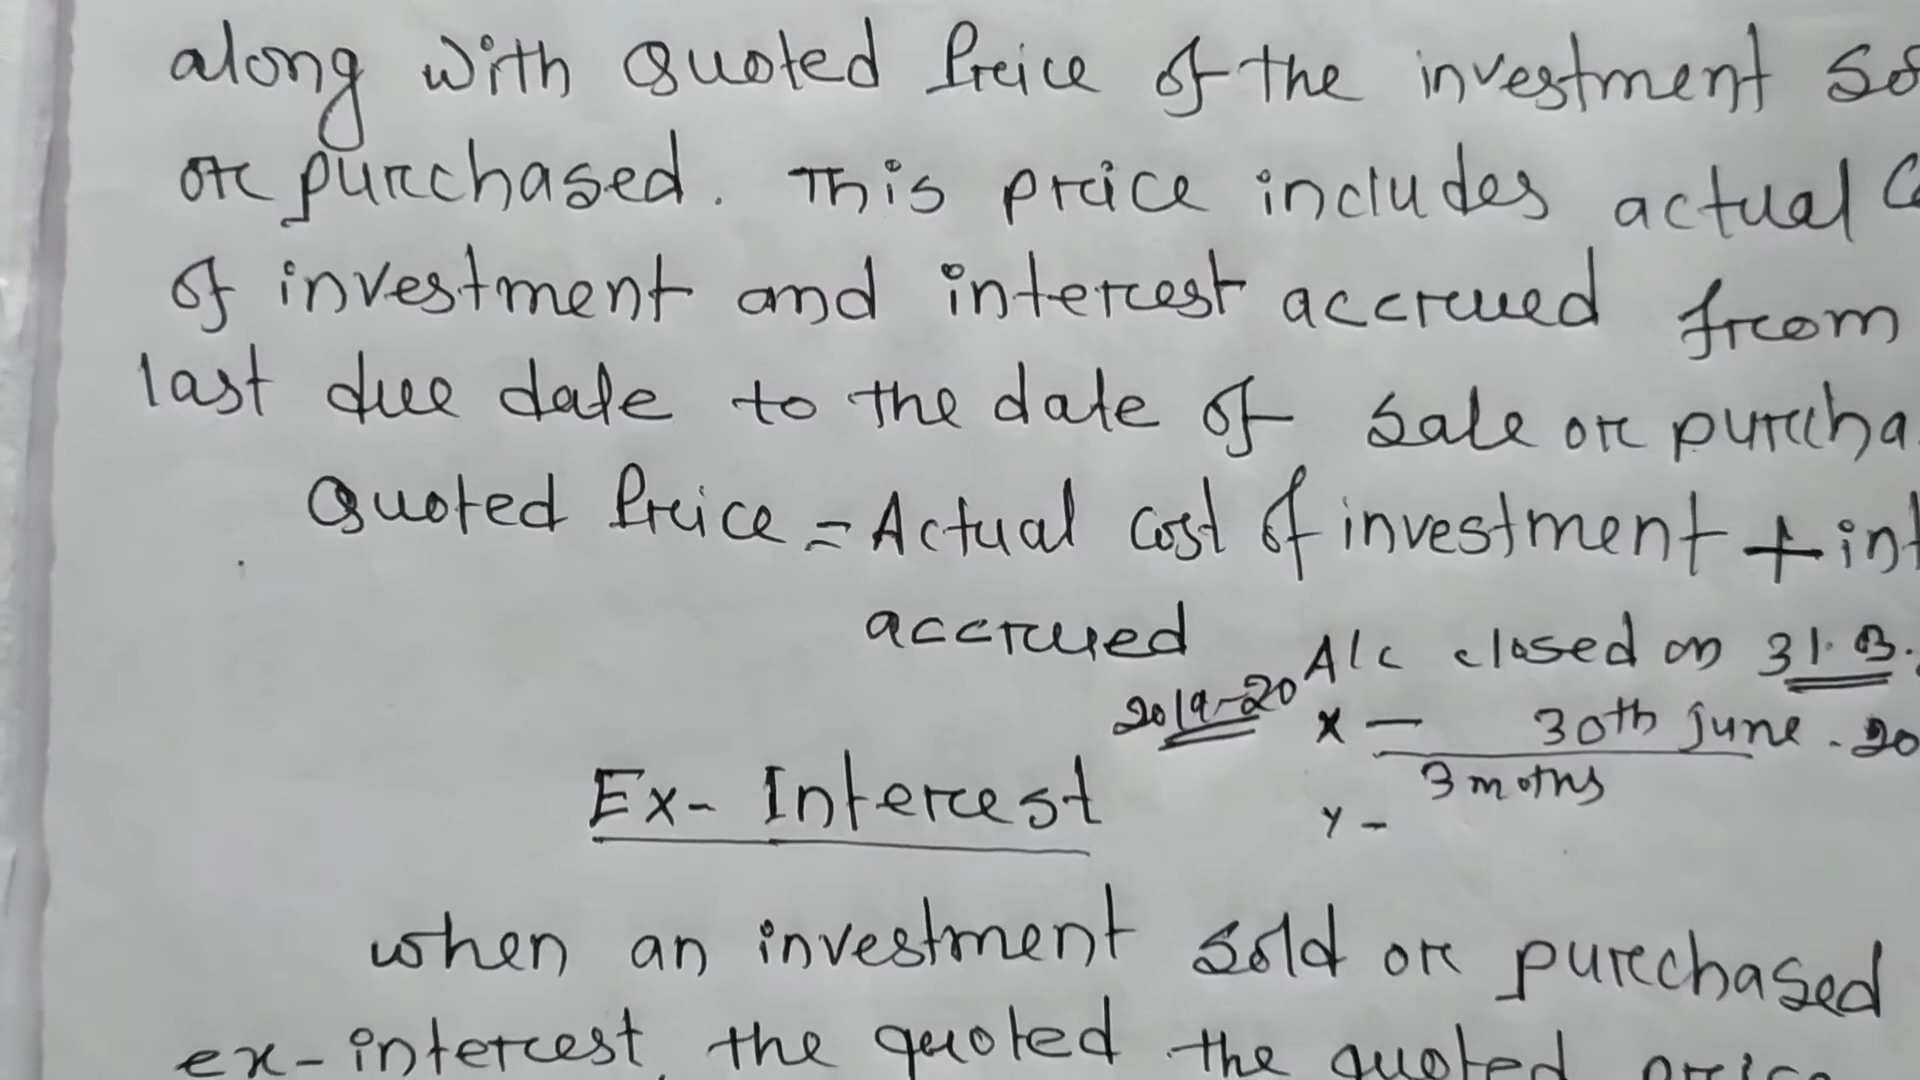 along with Quoted Price of the investment
or purchased. This price includes actual
of investment and interest accrued from
last due date to the date of sale or purcha
Quoted Price = Actual cost of investment + int
accrued
A/c closed on 31.3.
2019-20
x — 30th june. 20
3 moths
y -
Ex- Interest
when an investment sold or purchased
ex-interest, the quoted the quoted price